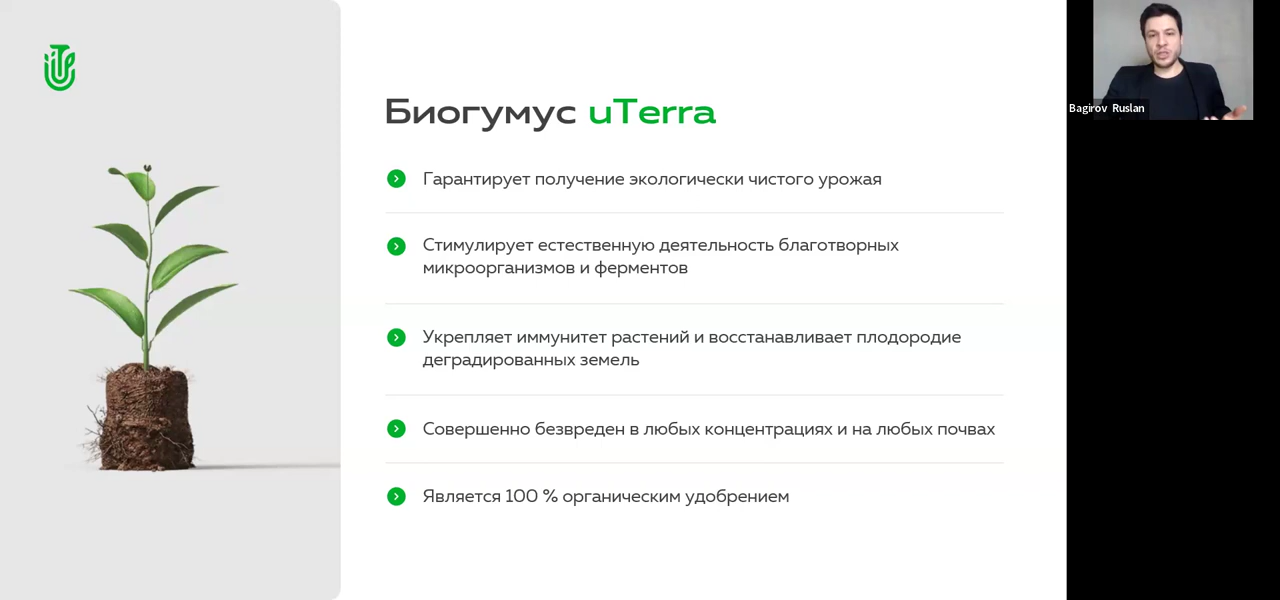 Биогумус uTerra
Гарантирует получение экологически чистого урожая
Стимулирует естественную деятельность благотворных
микроорганизмов и ферментов
Укрепляет иммунитет растений и восстанавливает плодородие
деградированных земель
Совершенно безвреден в любых концентрациях и на любых почвах
Является 100 % органическим удобрением
Bagirov Ruslan